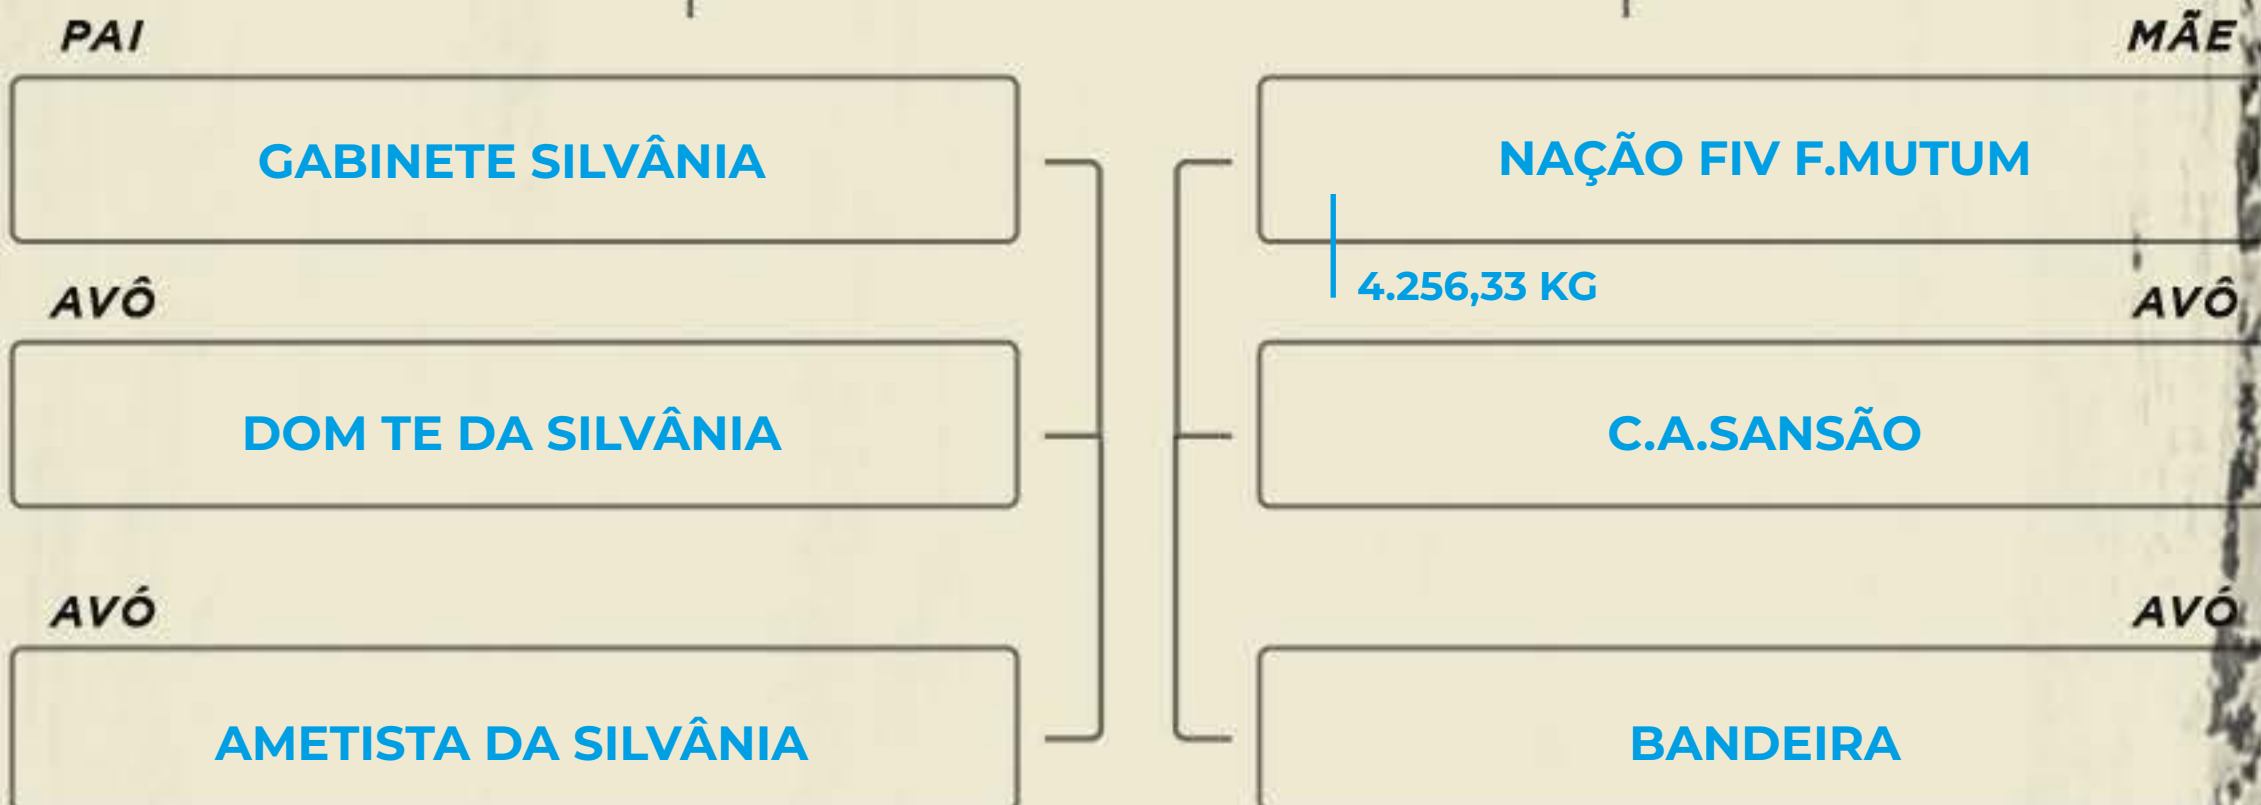 PAI
MÃE
GABINETE SILVÂNIA
NAÇÃO FIV F.MUTUM
4.256,33 KG
AVÔ
AVÔ
DOM TE DA SILVÂNIA
C.A.SANSÃO
AVÓ
AVÓ
AMETISTA DA SILVÂNIA
BANDEIRA